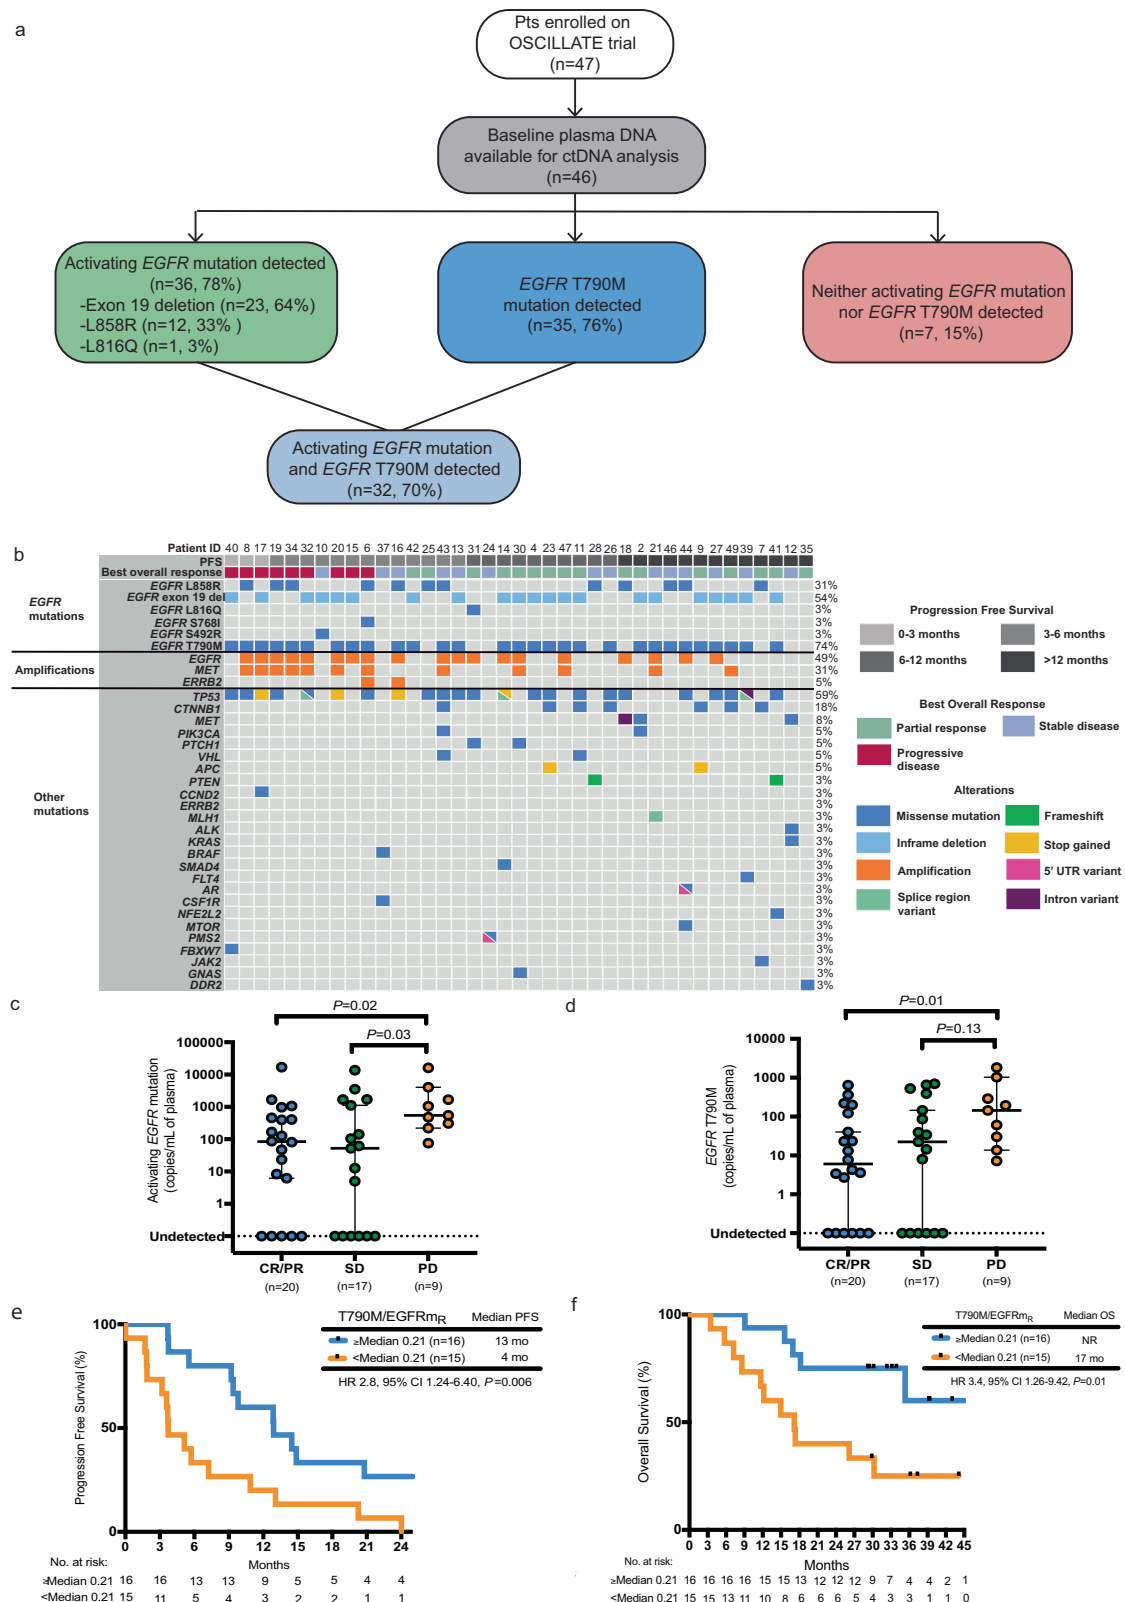 a
Pts enrolled on
OSCILLATE trial
(n=47)
Baseline plasma DNA
available for ctDNA analysis
(n=46)
Activating EGFR mutation detected
(n=36, 78%)
-Exon 19 deletion (n=23, 64%)
-L858R (n=12, 33% )
-L816Q (n=1, 3%)
EGFR T790M
mutation detected
(n=35, 76%)
Neither activating EGFR mutation
nor EGFR T790M detected
(n=7, 15%)
Activating EGFR mutation
and EGFR T790M detected
(n=32, 70%)
b
Patient ID 40 8 17 19 34 32 10 20 15 6 37 16 42 25 43 13 31 24 14 30 4 23 47 11 28 26 18 2 21 46 44 9 27 49 39 7 41 12 35
PFS
Best overall response
EGFR mutations
EGFR L858R 31%
EGFR exon 19 del 54%
EGFR L816Q 3%
EGFR S768I 3%
EGFR S492R 3%
EGFR T790M 74%
Amplifications
EGFR 49%
MET 31%
ERRB2 5%
Other mutations
TP53 59%
CTNNB1 18%
MET 8%
PIK3CA 5%
PTCH1 5%
VHL 5%
APC 5%
PTEN 3%
CCND2 3%
ERRB2 3%
MLH1 3%
ALK 3%
KRAS 3%
BRAF 3%
SMAD4 3%
FLT4 3%
AR 3%
CSF1R 3%
NFE2L2 3%
MTOR 3%
PMS2 3%
FBXW7 3%
JAK2 3%
GNAS 3%
DDR2 3%
Progression Free Survival
0-3 months 3-6 months
6-12 months >12 months
Best Overall Response
Partial response Stable disease
Progressive disease
Alterations
Missense mutation Frameshift
Inframe deletion Stop gained
Amplification 5' UTR variant
Splice region variant Intron variant
c
P=0.02
P=0.03
Activating EGFR mutation
(copies/mL of plasma)
100000
10000
1000
100
10
1
Undetected
CR/PR SD PD
(n=20) (n=17) (n=9)
d
P=0.01
P=0.13
EGFR T790M
(copies/mL of plasma)
10000
1000
100
10
1
Undetected
CR/PR SD PD
(n=20) (n=17) (n=9)
e
T790M/EGFRmR Median PFS
≥Median 0.21 (n=16) 13 mo
<Median 0.21 (n=15) 4 mo
HR 2.8, 95% CI 1.24-6.40, P=0.006
Progression Free Survival (%)
100
50
0
0 3 6 9 12 15 18 21 24
Months
No. at risk:
≥Median 0.21 16 16 13 13 9 5 5 4 4
<Median 0.21 15 11 5 4 3 2 2 1 1
f
T790M/EGFRmR Median OS
≥Median 0.21 (n=16) NR
<Median 0.21 (n=15) 17 mo
HR 3.4, 95% CI 1.26-9.42, P=0.01
Overall Survival (%)
100
50
0
0 3 6 9 12 15 18 21 24 27 30 33 36 39 42 45
Months
No. at risk:
≥Median 0.21 16 16 16 16 15 15 13 12 12 12 9 7 4 4 2 1
<Median 0.21 15 15 13 11 10 8 6 6 6 5 4 3 3 1 1 0